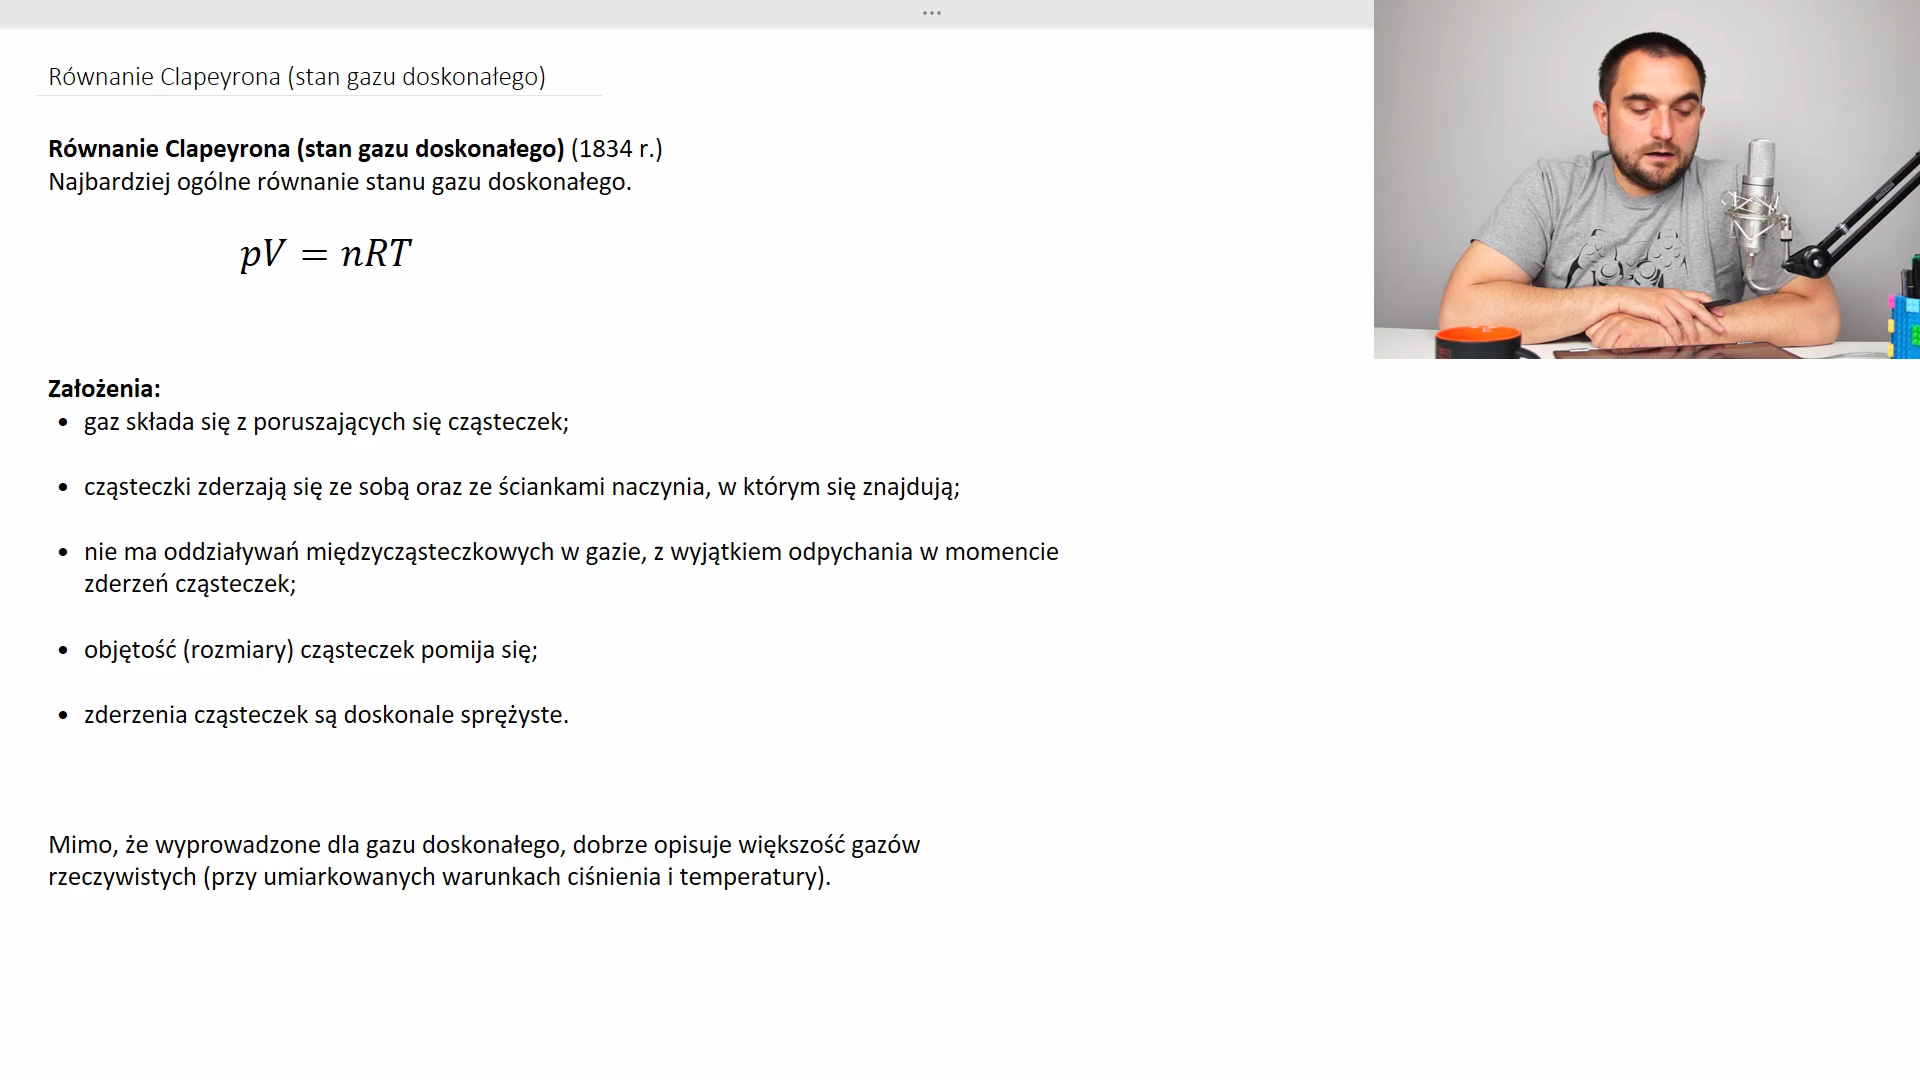 Równanie Clapeyrona (stan gazu doskonałego)
Równanie Clapeyrona (stan gazu doskonałego) (1834 r.)
Najbardziej ogólne równanie stanu gazu doskonałego.
pV = nRT
Założenia:
• gaz składa się z poruszających się cząsteczek;
• cząsteczki zderzają się ze sobą oraz ze ściankami naczynia, w którym się znajdują;
• nie ma oddziaływań międzycząsteczkowych w gazie, z wyjątkiem odpychania w momencie
zderzeń cząsteczek;
• objętość (rozmiary) cząsteczek pomija się;
• zderzenia cząsteczek są doskonale sprężyste.
Mimo, że wyprowadzone dla gazu doskonałego, dobrze opisuje większość gazów
rzeczywistych (przy umiarkowanych warunkach ciśnienia i temperatury).